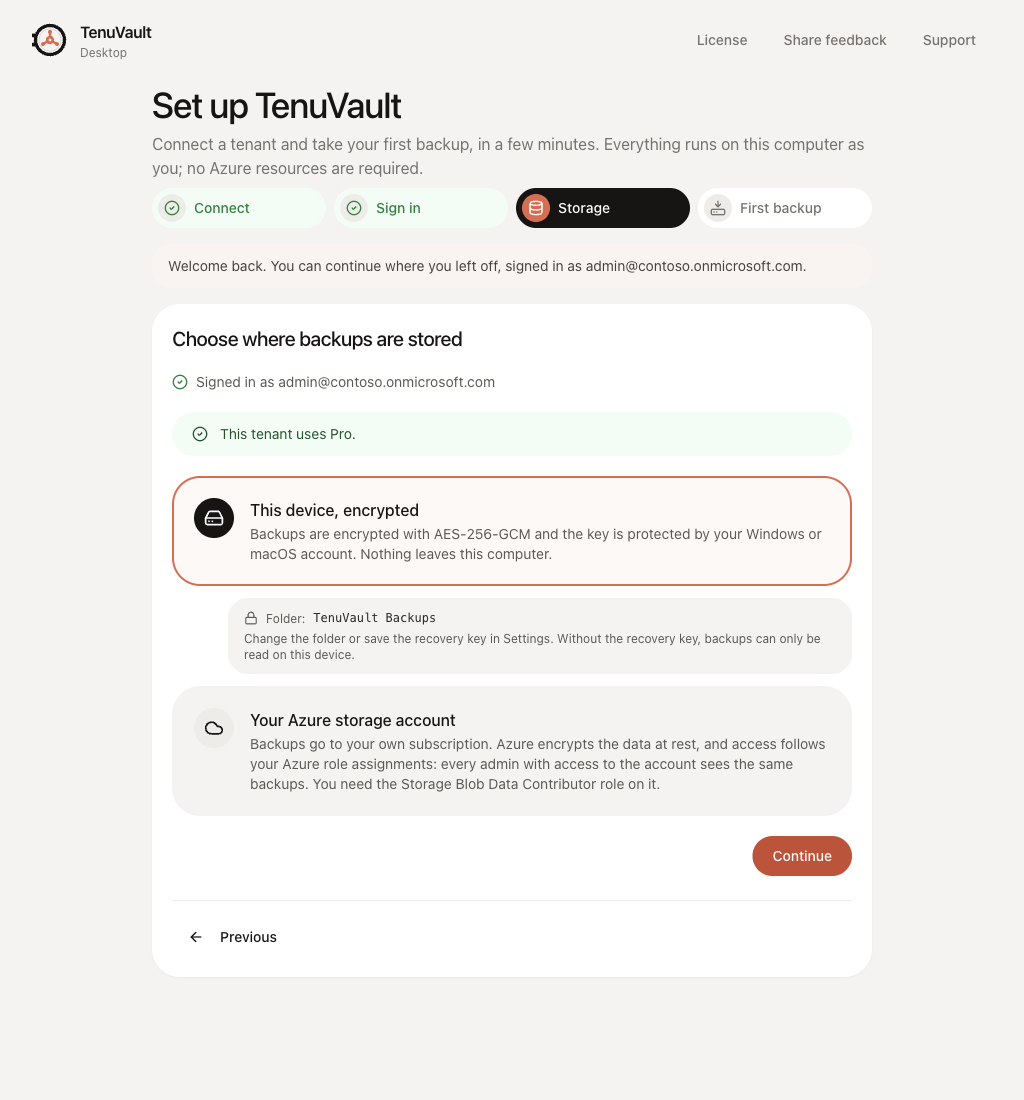 TenuVault
Desktop
License
Share feedback
Support
Set up TenuVault
Connect a tenant and take your first backup, in a few minutes. Everything runs on this computer as
you; no Azure resources are required.
Connect
Sign in
Storage
First backup
Welcome back. You can continue where you left off, signed in as admin@contoso.onmicrosoft.com.
Choose where backups are stored
Signed in as admin@contoso.onmicrosoft.com
This tenant uses Pro.
This device, encrypted
Backups are encrypted with AES-256-GCM and the key is protected by your Windows or
macOS account. Nothing leaves this computer.
Folder: TenuVault Backups
Change the folder or save the recovery key in Settings. Without the recovery key, backups can only be
read on this device.
Your Azure storage account
Backups go to your own subscription. Azure encrypts the data at rest, and access follows
your Azure role assignments: every admin with access to the account sees the same
backups. You need the Storage Blob Data Contributor role on it.
Continue
Previous